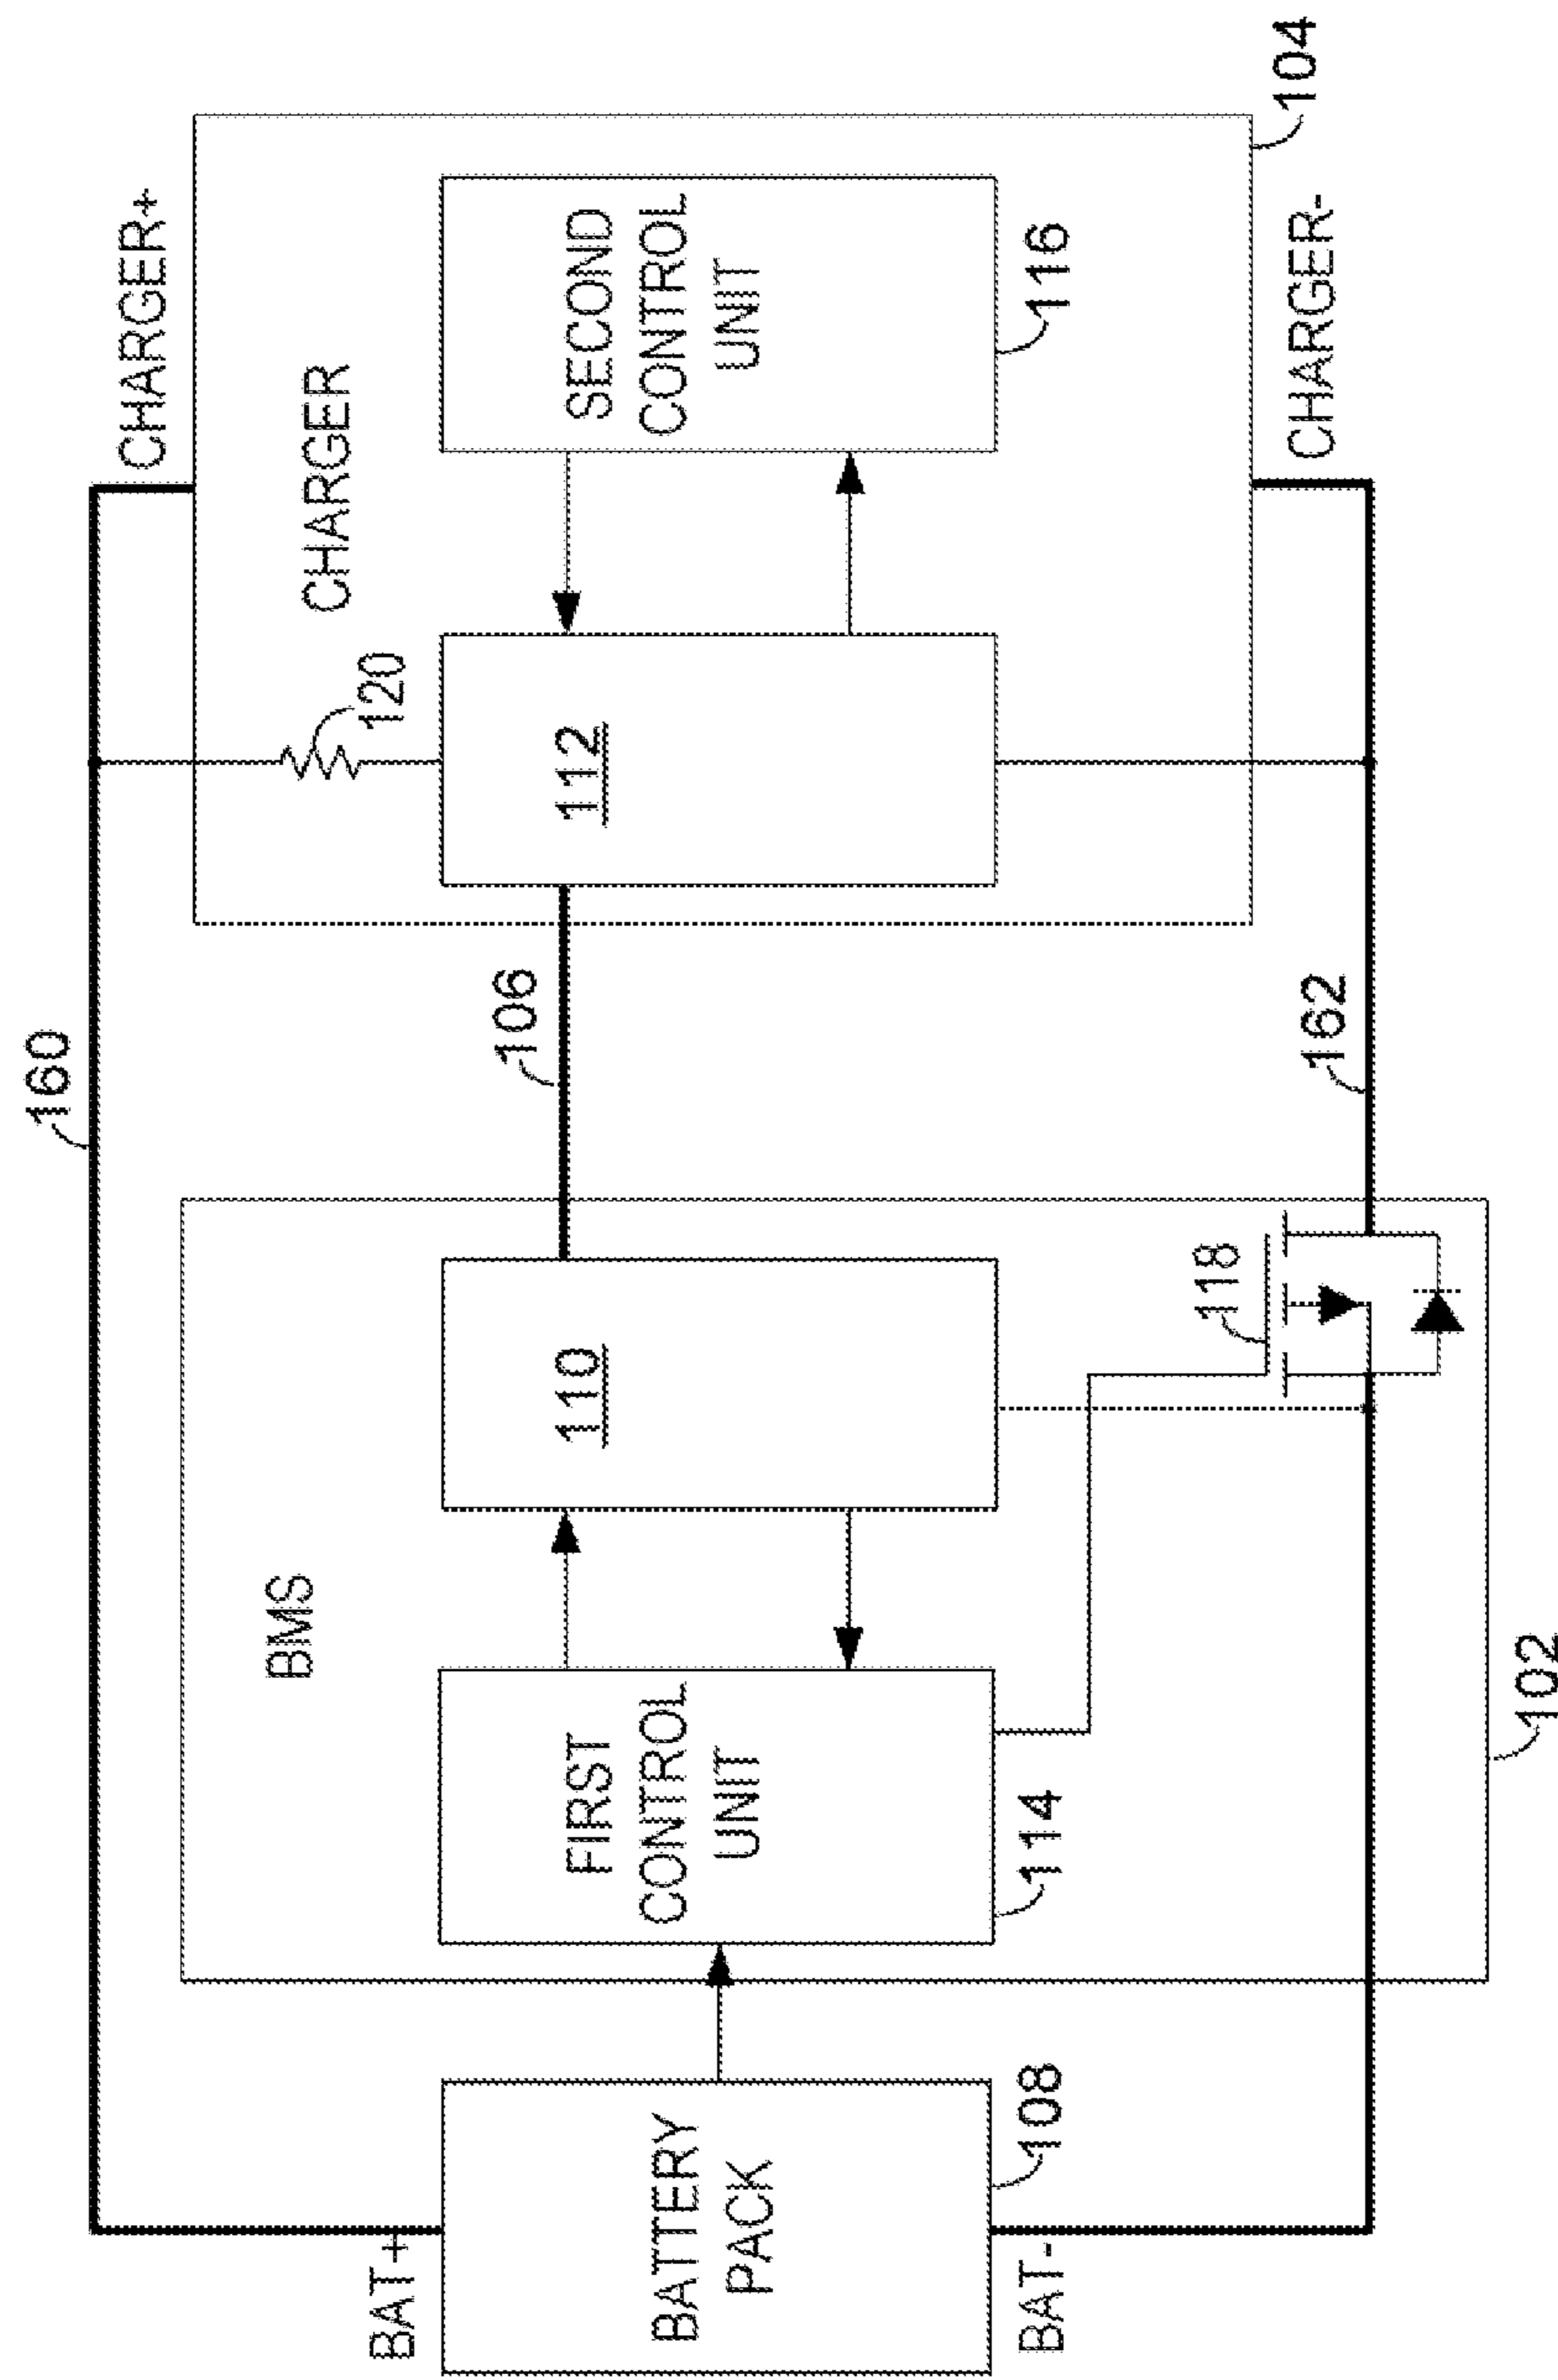 160
CHARGER+
BAT+
BMS
CHARGER
120
106
BATTERY
PACK
FIRST
CONTROL
UNIT
110
112
SECOND
CONTROL
UNIT
108
114
116
BAT-
118
162
CHARGER-
102
104